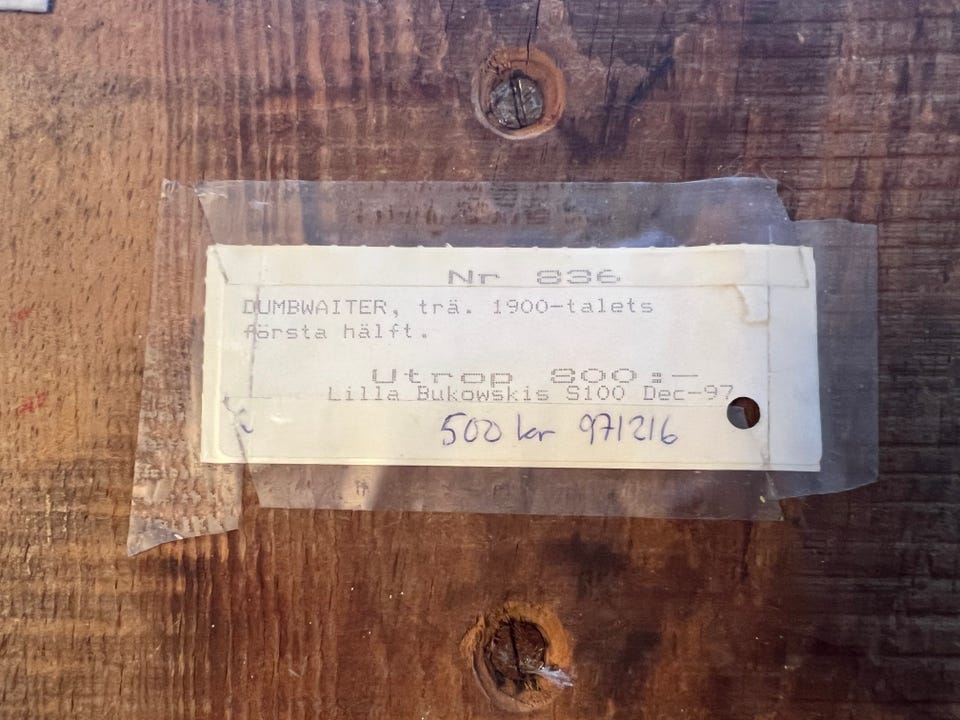 Nr 836
DUMBWAITER, trä. 1900-talets
första hälft.
Utrop 800:-
Lilla Bukowskis S100 Dec-97
500 kr 971216